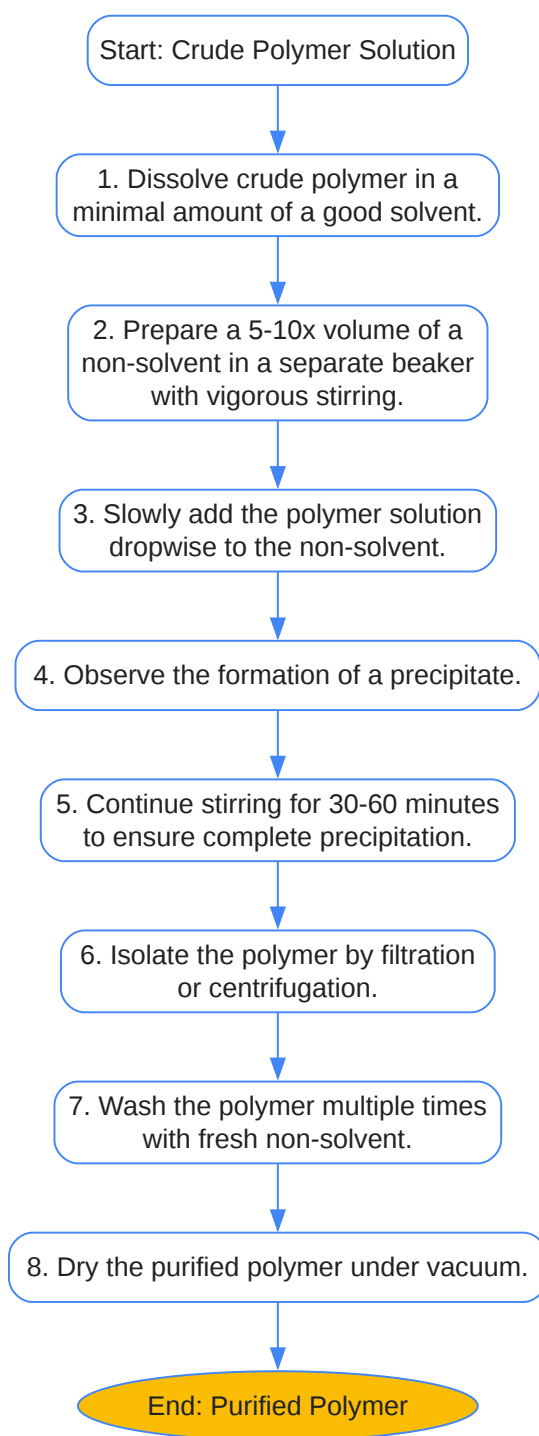 Start: Crude Polymer Solution
1. Dissolve crude polymer in a
minimal amount of a good solvent.
2. Prepare a 5-10x volume of a
non-solvent in a separate beaker
with vigorous stirring.
3. Slowly add the polymer solution
dropwise to the non-solvent.
4. Observe the formation of a precipitate.
5. Continue stirring for 30-60 minutes
to ensure complete precipitation.
6. Isolate the polymer by filtration
or centrifugation.
7. Wash the polymer multiple times
with fresh non-solvent.
8. Dry the purified polymer under vacuum.
End: Purified Polymer